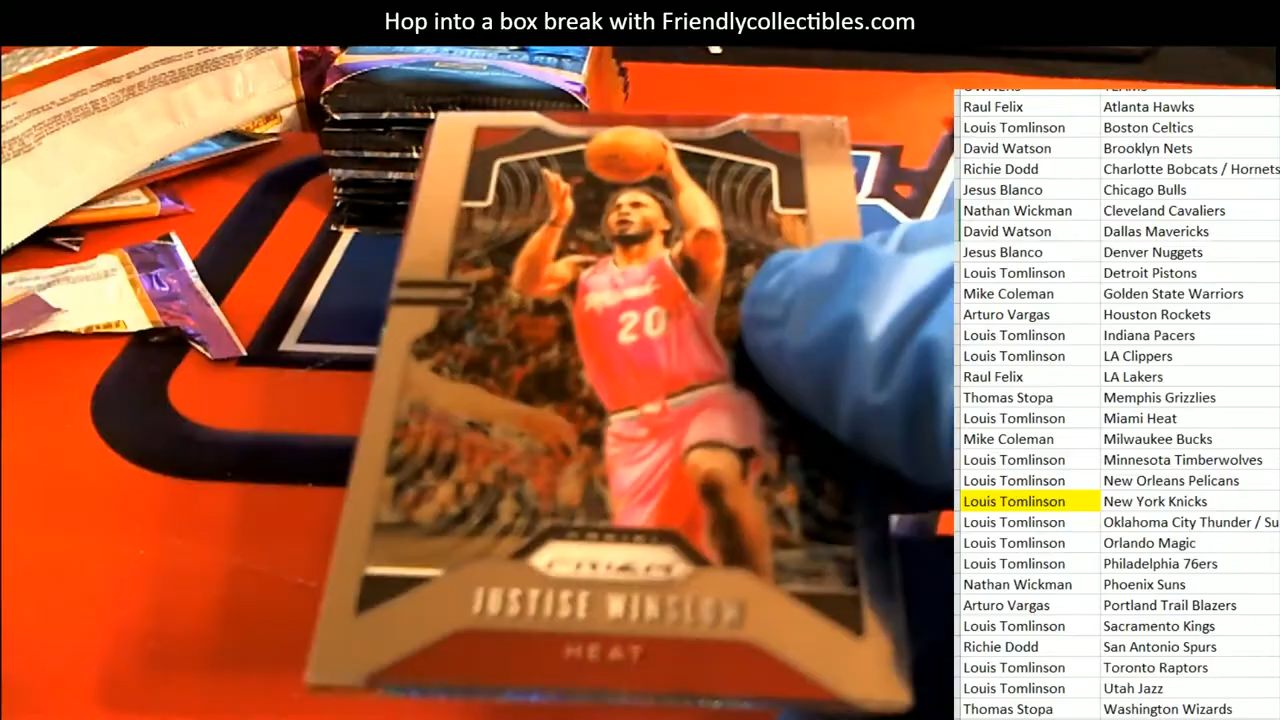 Hop into a box break with Friendlycollectibles.com
20
PANINI
PRIZM
JUSTISE WINSLOW
HEAT
Raul Felix Atlanta Hawks
Louis Tomlinson Boston Celtics
David Watson Brooklyn Nets
Richie Dodd Charlotte Bobcats / Hornets
Jesus Blanco Chicago Bulls
Nathan Wickman Cleveland Cavaliers
David Watson Dallas Mavericks
Jesus Blanco Denver Nuggets
Louis Tomlinson Detroit Pistons
Mike Coleman Golden State Warriors
Arturo Vargas Houston Rockets
Louis Tomlinson Indiana Pacers
Louis Tomlinson LA Clippers
Raul Felix LA Lakers
Thomas Stopa Memphis Grizzlies
Louis Tomlinson Miami Heat
Mike Coleman Milwaukee Bucks
Louis Tomlinson Minnesota Timberwolves
Louis Tomlinson New Orleans Pelicans
Louis Tomlinson New York Knicks
Louis Tomlinson Oklahoma City Thunder / Su
Louis Tomlinson Orlando Magic
Louis Tomlinson Philadelphia 76ers
Nathan Wickman Phoenix Suns
Arturo Vargas Portland Trail Blazers
Louis Tomlinson Sacramento Kings
Richie Dodd San Antonio Spurs
Louis Tomlinson Toronto Raptors
Louis Tomlinson Utah Jazz
Thomas Stopa Washington Wizards